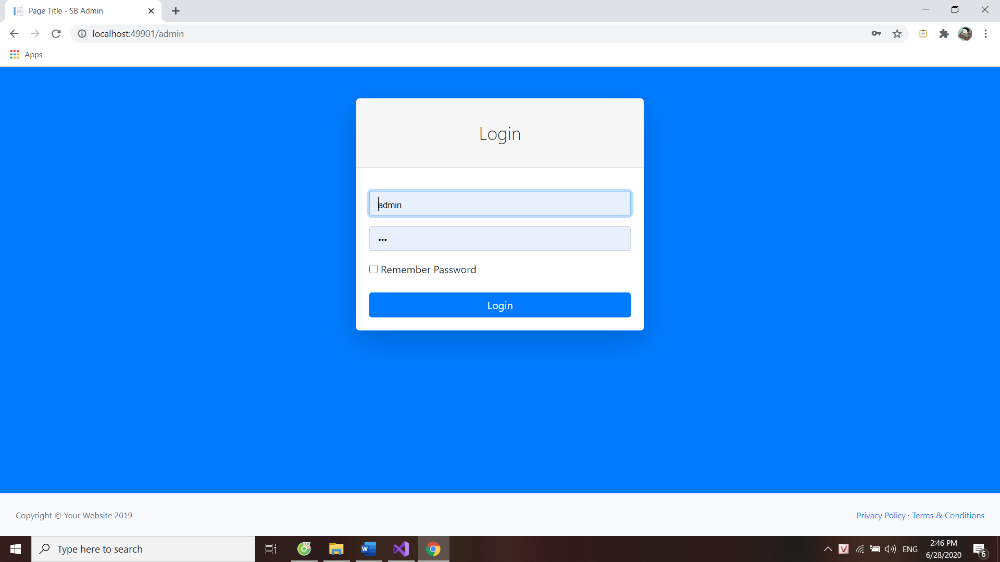 Page Title - SB Admin
localhost:49901/admin
Apps
Login
admin
•••
Remember Password
Login
Copyright © Your Website 2019
Privacy Policy · Terms & Conditions
Type here to search
ENG
2:46 PM
6/28/2020
6